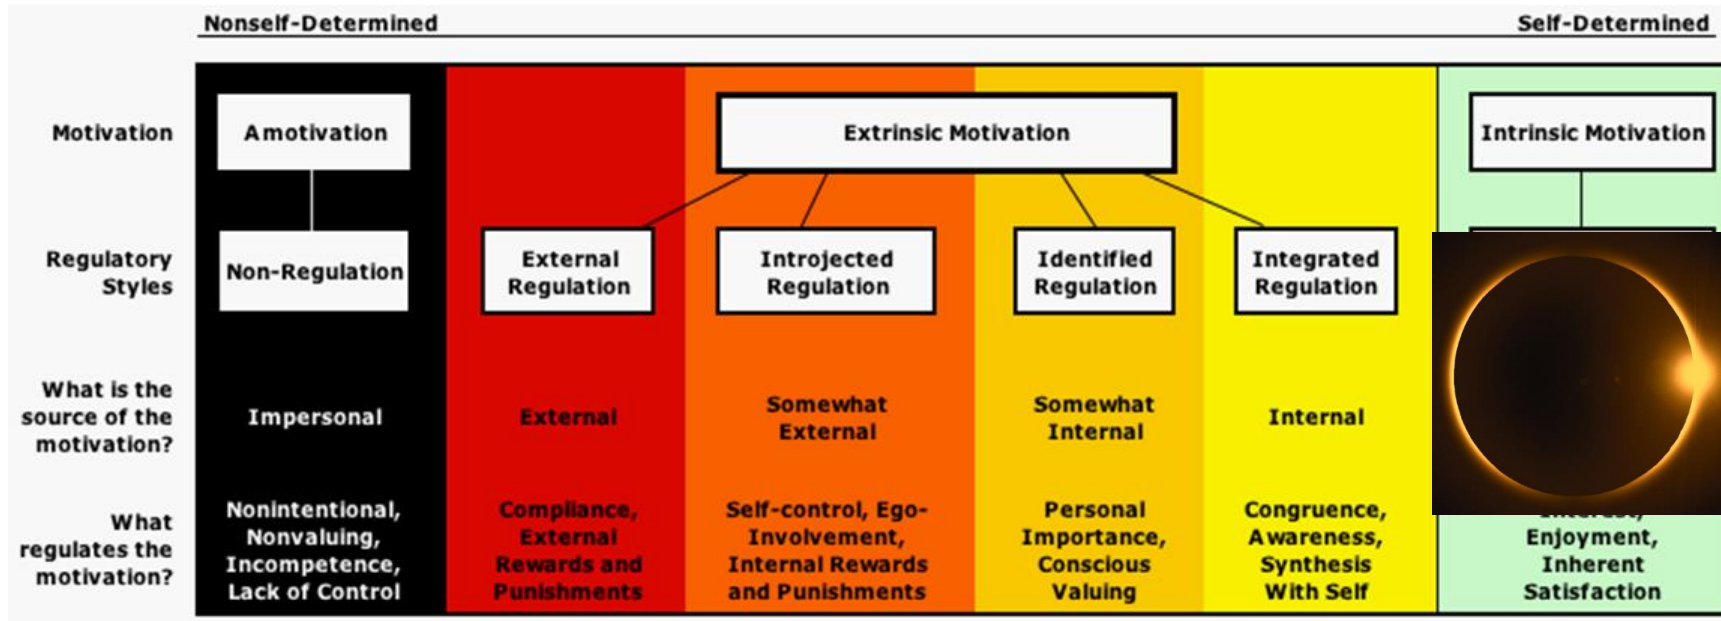 Nonself-Determined
Self-Determined
Motivation
Amotivation
Extrinsic Motivation
Intrinsic Motivation
Regulatory
Styles
Non-Regulation
External
Regulation
Introjected
Regulation
Identified
Regulation
Integrated
Regulation
What is the
source of the
motivation?
Impersonal
External
Somewhat
External
Somewhat
Internal
Internal
What
regulates the
motivation?
Nonintentional,
Nonvaluing,
Incompetence,
Lack of Control
Compliance,
External
Rewards and
Punishments
Self-control, Ego-
Involvement,
Internal Rewards
and Punishments
Personal
Importance,
Conscious
Valuing
Congruence,
Awareness,
Synthesis
With Self
Enjoyment,
Inherent
Satisfaction